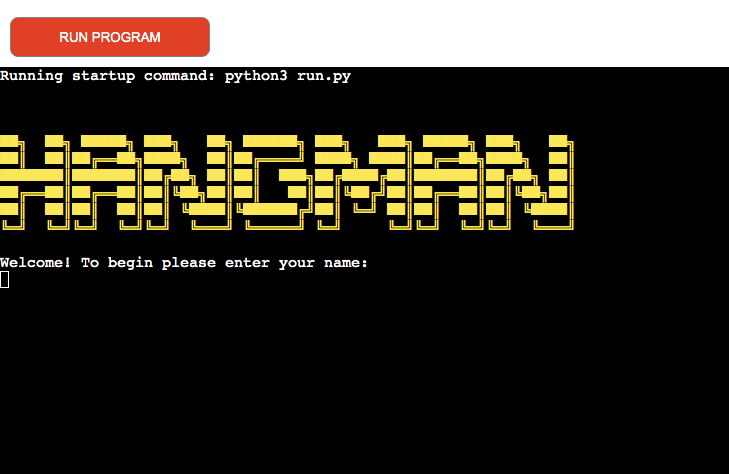 RUN PROGRAM
Running startup command: python3 run.py
HANGMAN
Welcome! To begin please enter your name: